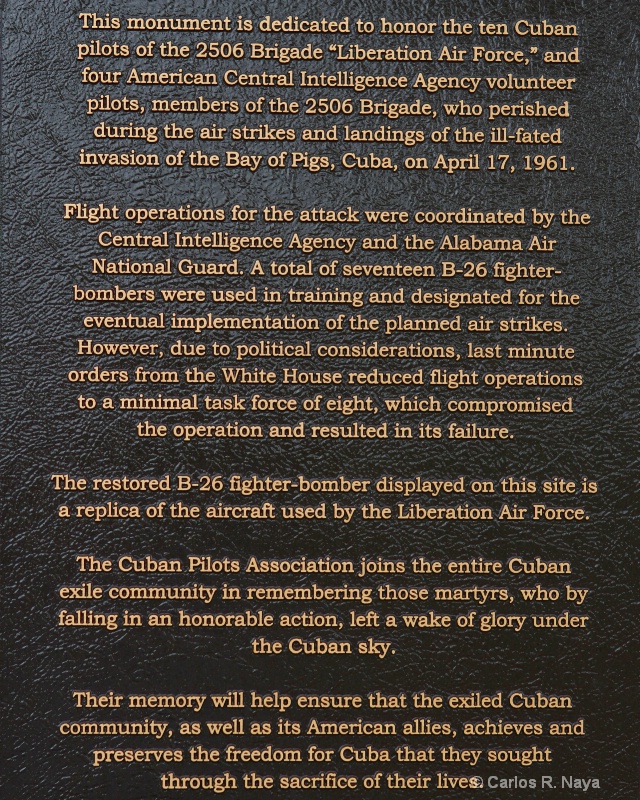 This monument is dedicated to honor the ten Cuban
pilots of the 2506 Brigade “Liberation Air Force,” and
four American Central Intelligence Agency volunteer
pilots, members of the 2506 Brigade, who perished
during the air strikes and landings of the ill-fated
invasion of the Bay of Pigs, Cuba, on April 17, 1961.
Flight operations for the attack were coordinated by the
Central Intelligence Agency and the Alabama Air
National Guard. A total of seventeen B-26 fighter-
bombers were used in training and designated for the
eventual implementation of the planned air strikes.
However, due to political considerations, last minute
orders from the White House reduced flight operations
to a minimal task force of eight, which compromised
the operation and resulted in its failure.
The restored B-26 fighter-bomber displayed on this site is
a replica of the aircraft used by the Liberation Air Force.
The Cuban Pilots Association joins the entire Cuban
exile community in remembering those martyrs, who by
falling in an honorable action, left a wake of glory under
the Cuban sky.
Their memory will help ensure that the exiled Cuban
community, as well as its American allies, achieves and
preserves the freedom for Cuba that they sought
through the sacrifice of their lives.
© Carlos R. Naya